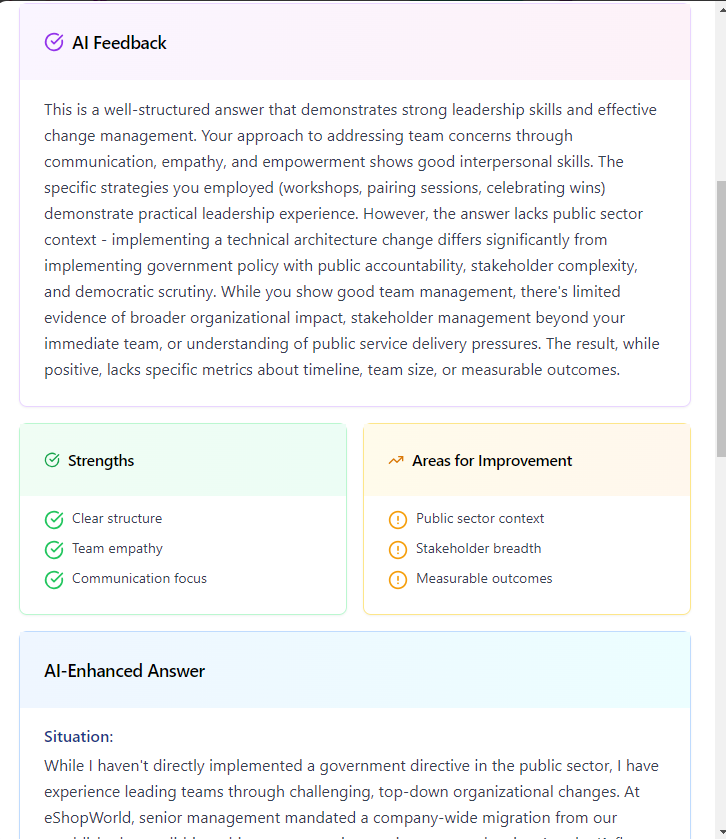 AI Feedback
This is a well-structured answer that demonstrates strong leadership skills and effective
change management. Your approach to addressing team concerns through
communication, empathy, and empowerment shows good interpersonal skills. The
specific strategies you employed (workshops, pairing sessions, celebrating wins)
demonstrate practical leadership experience. However, the answer lacks public sector
context - implementing a technical architecture change differs significantly from
implementing government policy with public accountability, stakeholder complexity,
and democratic scrutiny. While you show good team management, there's limited
evidence of broader organizational impact, stakeholder management beyond your
immediate team, or understanding of public service delivery pressures. The result, while
positive, lacks specific metrics about timeline, team size, or measurable outcomes.
Strengths
Clear structure
Team empathy
Communication focus
Areas for Improvement
Public sector context
Stakeholder breadth
Measurable outcomes
AI-Enhanced Answer
Situation:
While I haven't directly implemented a government directive in the public sector, I have
experience leading teams through challenging, top-down organizational changes. At
eShopWorld, senior management mandated a company-wide migration from our